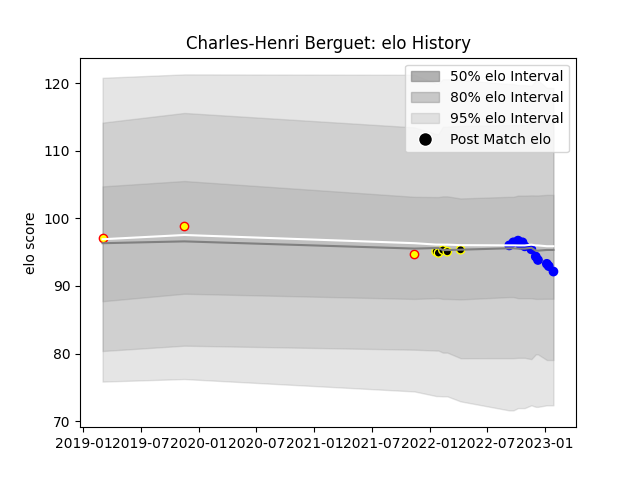 Charles-Henri Berguet: elo History
50% elo Interval
80% elo Interval
95% elo Interval
Post Match elo
elo score
120
110
100
90
80
70
2019-01 2019-07 2020-01 2020-07 2021-01 2021-07 2022-01 2022-07 2023-01